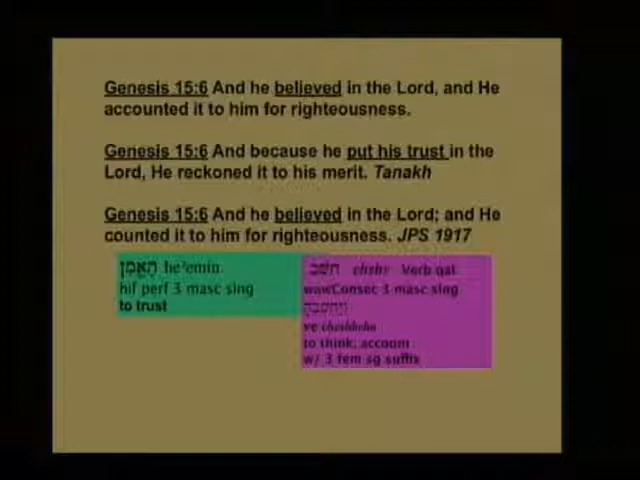 Genesis 15:6 And he believed in the Lord, and He
accounted it to him for righteousness.
Genesis 15:6 And because he put his trust in the
Lord, He reckoned it to his merit. Tanakh
Genesis 15:6 And he believed in the Lord; and He
counted it to him for righteousness. JPS 1917
he'emin.
hif perf 3 masc sing
to trust
חשׁב Verb qal
wawConsec 3 masc sing
ve
to think, accoun
w/ 3 fem sg suffix